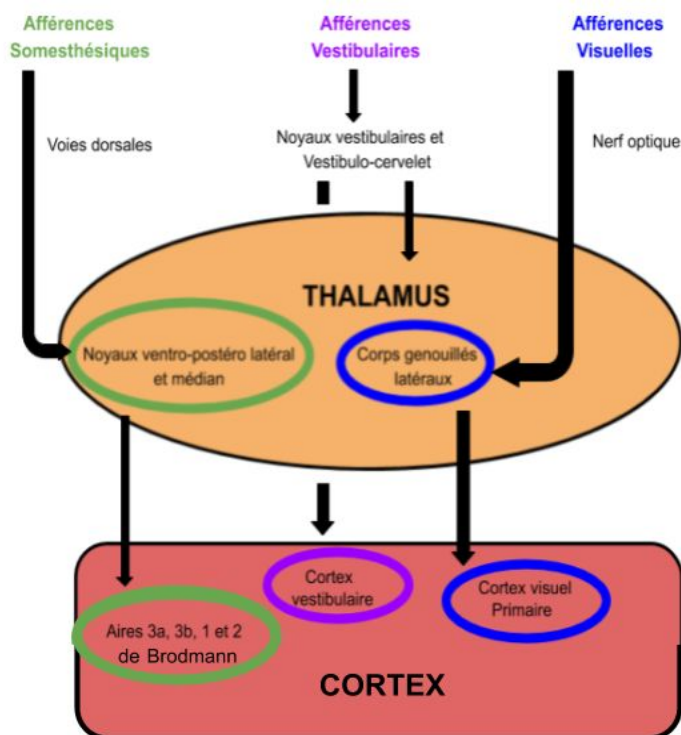 Afférences
Somesthésiques
Afférences
Vestibulaires
Afférences
Visuelles
Voies dorsales
Noyaux vestibulaires et
Vestibulo-cervelet
Nerf optique
THALAMUS
Noyaux ventro-postéro latéral
et médian
Corps genouillés
latéraux
Cortex
vestibulaire
Cortex visuel
Primaire
Aires 3a, 3b, 1 et 2
de Brodmann
CORTEX